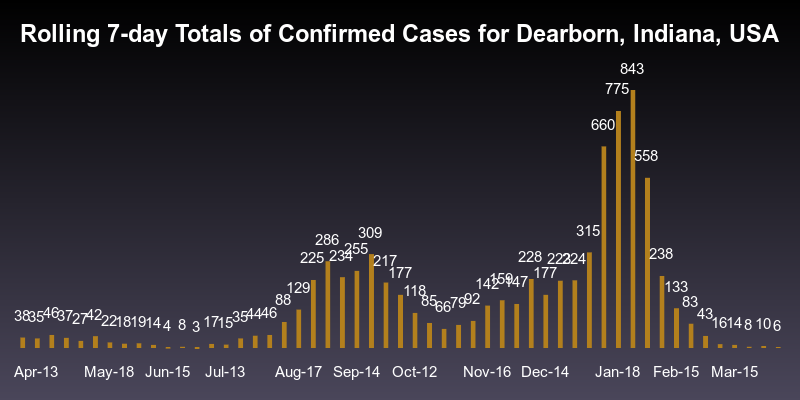 Rolling 7-day Totals of Confirmed Cases for Dearborn, Indiana, USA
38 35 46 37 27 42 22 18 19 14 4 8 3 17 15 35 44 46 88 129 225 286 234 255 309 217 177 118 85 66 79 92 142 159 147 228 177 223 224 315 660 775 843 558 238 133 83 43 16 14 8 10 6
Apr-13 May-18 Jun-15 Jul-13 Aug-17 Sep-14 Oct-12 Nov-16 Dec-14 Jan-18 Feb-15 Mar-15